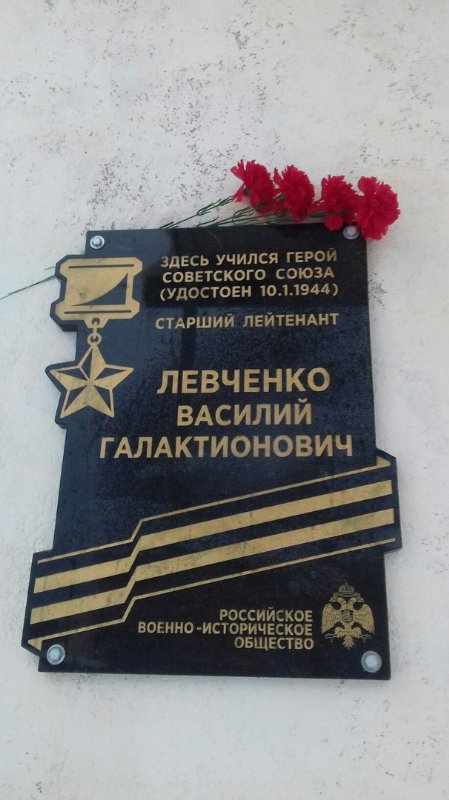 ЗДЕСЬ УЧИЛСЯ ГЕРОЙ
СОВЕТСКОГО СОЮЗА
(УДОСТОЕН 10.1.1944)
СТАРШИЙ ЛЕЙТЕНАНТ
ЛЕВЧЕНКО
ВАСИЛИЙ
ГАЛАКТИОНОВИЧ
РОССИЙСКОЕ
ВОЕННО-ИСТОРИЧЕСКОЕ
ОБЩЕСТВО